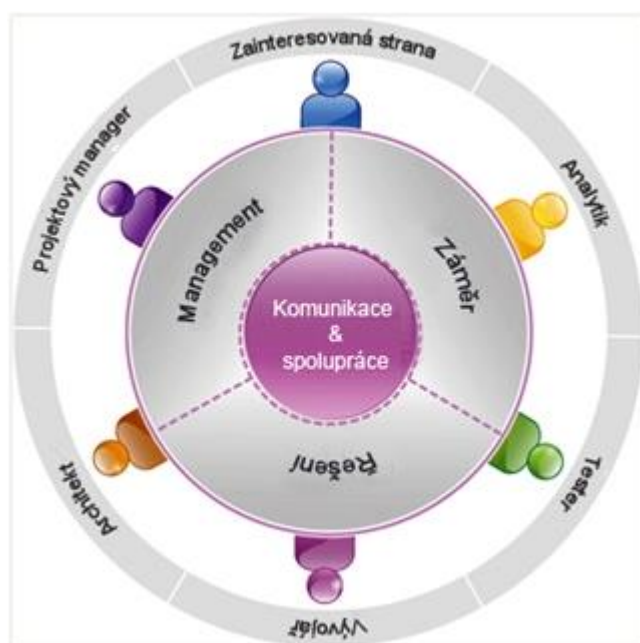 Zainteresovaná strana
Analytik
Tester
Vývojář
Architekt
Projektový manager
Management
Záměr
Řešení
Komunikace
&
spolupráce